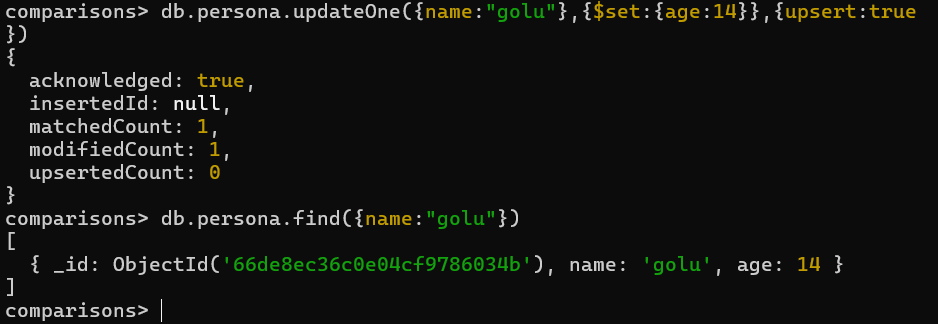 comparisons> db.persona.updateOne({name:"golu"},{$set:{age:14}},{upsert:true
})
{
  acknowledged: true,
  insertedId: null,
  matchedCount: 1,
  modifiedCount: 1,
  upsertedCount: 0
}
comparisons> db.persona.find({name:"golu"})
[
  { _id: ObjectId('66de8ec36c0e04cf9786034b'), name: 'golu', age: 14 }
]
comparisons>